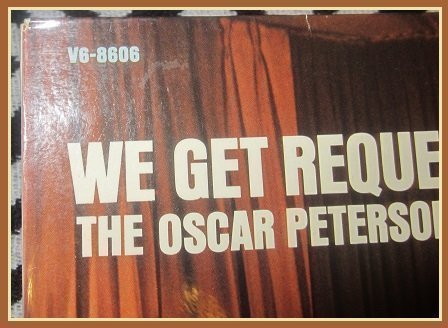 V6-8606
WE GET REQUE
THE OSCAR PETERSO